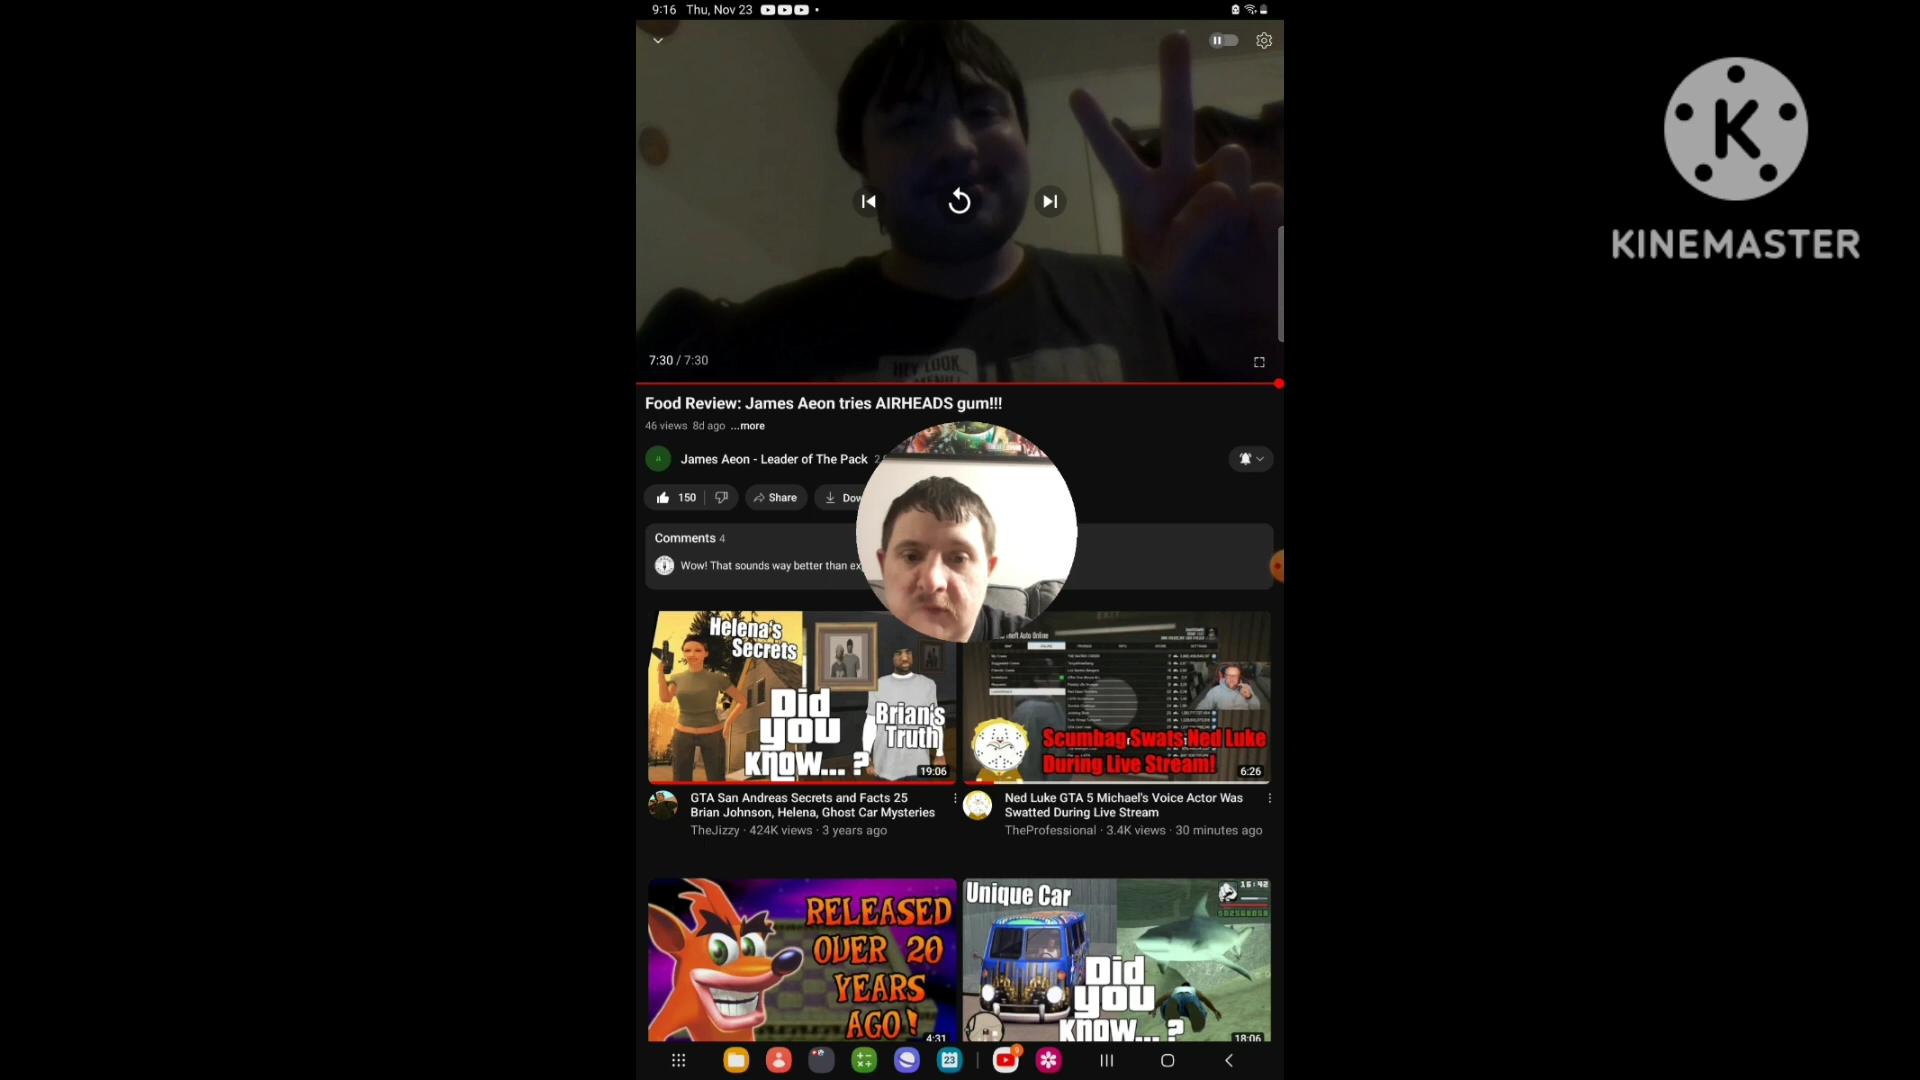 9:16 Thu, Nov 23
K
KINEMASTER
HEY LOOK
7:30 / 7:30
Food Review: James Aeon tries AIRHEADS gum!!!
46 views 8d ago ...more
James Aeon - Leader of The Pack
150
Share
Comments 4
Wow! That sounds way better than
Helena's
Secrets
Did
you
know... ?
Brian's
Truth
19:06
Scumbag Swats Ned Luke
During Live Stream!
6:26
GTA San Andreas Secrets and Facts 25
Brian Johnson, Helena, Ghost Car Mysteries
TheJizzy · 424K views · 3 years ago
Ned Luke GTA 5 Michael's Voice Actor Was
Swatted During Live Stream
TheProfessional · 3.4K views · 30 minutes ago
RELEASED
OVER 20
YEARS
AGO!
4:31
Unique Car
Did
you
know... ?
18:06
23
9